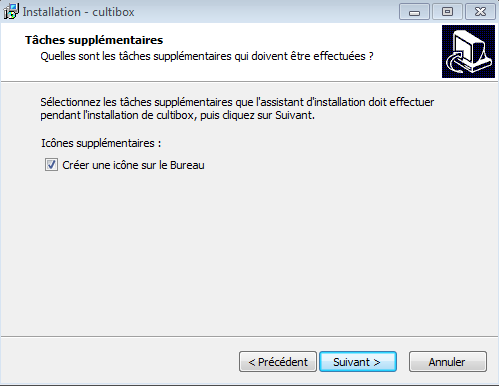 Installation - cultibox
Tâches supplémentaires
Quelles sont les tâches supplémentaires qui doivent être effectuées ?
Sélectionnez les tâches supplémentaires que l'assistant d'installation doit effectuer
pendant l'installation de cultibox, puis cliquez sur Suivant.
Icônes supplémentaires :
Créer une icône sur le Bureau
< Précédent
Suivant >
Annuler